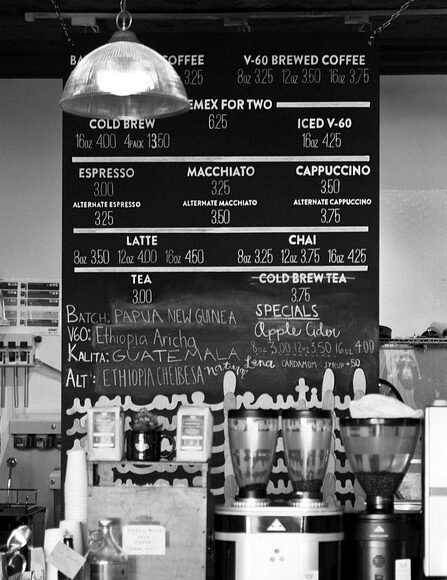 BA COFFEE V-60 BREWED COFFEE
3.25 8oz 3.25 12oz 3.50 16oz 3.75
EMEX FOR TWO
6.25
COLD BREW ICED V-60
16oz 4.00 4PACK 13.50 16oz 4.25
ESPRESSO MACCHIATO CAPPUCCINO
3.00 3.25 3.50
ALTERNATE ESPRESSO ALTERNATE MACCHIATO ALTERNATE CAPPUCCINO
3.25 3.50 3.75
LATTE CHAI
8oz 3.50 12oz 4.00 16oz 4.50 8oz 3.25 12oz 3.75 16oz 4.25
TEA COLD BREW TEA
3.00 3.75
BATCH: PAPUA NEW GUINEA SPECIALS
V60: Ethiopia Aricha Apple Cider
KALITA: GUATEMALA 8oz 3.00 12oz 3.50 16oz 4.00
ALT: ETHIOPIA CHELBESA natural Lena CARDAMOM SYRUP +.50